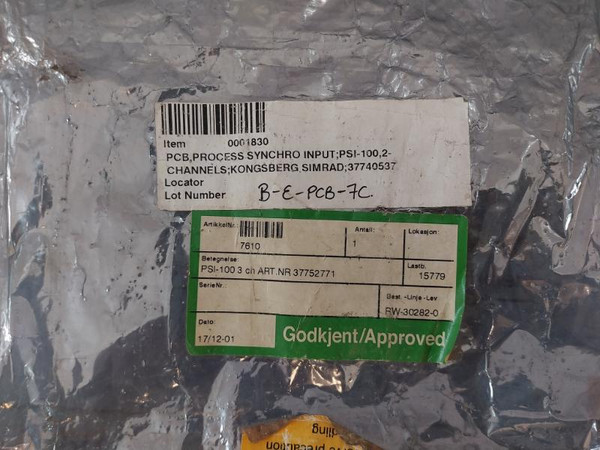 Item 0001830
PCB,PROCESS SYNCHRO INPUT;PSI-100,2-
CHANNELS;KONGSBERG SIMRAD;37740537
Locator
Lot Number B-E-PCB-7C.
Artikkelnr. Antall: Lokasjon:
7610 1
Betegnelse: Lastb:
PSI-100 3 ch ART.NR 37752771 15779
SerieNr: Best.-Linje-Lev
RW-30282-0
Dato:
17/12-01 Godkjent/Approved